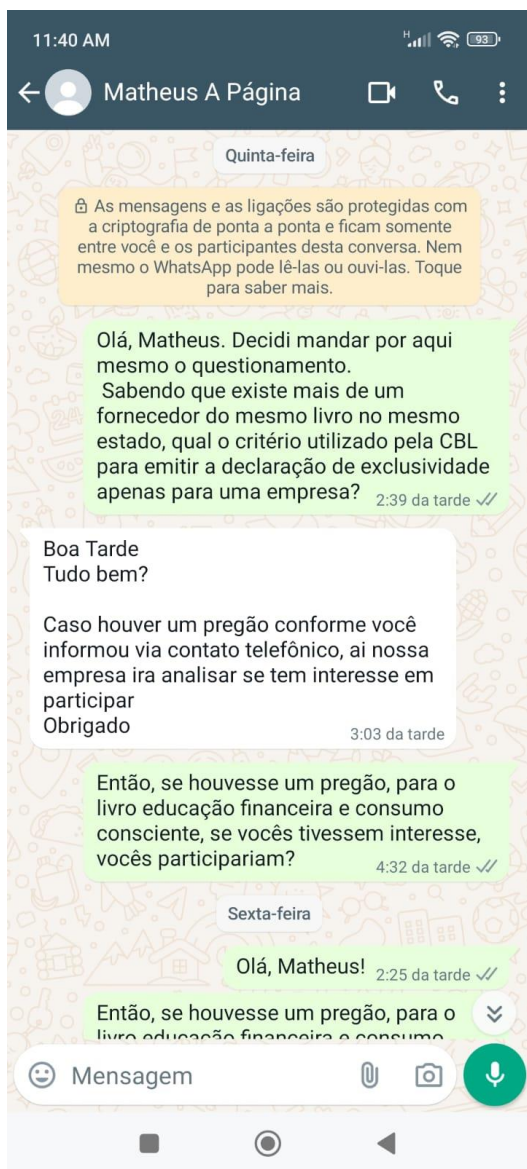 11:40 AM
H
93
Matheus A Página
Quinta-feira
As mensagens e as ligações são protegidas com
a criptografia de ponta a ponta e ficam somente
entre você e os participantes desta conversa. Nem
mesmo o WhatsApp pode lê-las ou ouvi-las. Toque
para saber mais.
Olá, Matheus. Decidi mandar por aqui
mesmo o questionamento.
Sabendo que existe mais de um
fornecedor do mesmo livro no mesmo
estado, qual o critério utilizado pela CBL
para emitir a declaração de exclusividade
apenas para uma empresa? 2:39 da tarde
Boa Tarde
Tudo bem?
Caso houver um pregão conforme você
informou via contato telefônico, ai nossa
empresa ira analisar se tem interesse em
participar
Obrigado 3:03 da tarde
Então, se houvesse um pregão, para o
livro educação financeira e consumo
consciente, se vocês tivessem interesse,
vocês participariam? 4:32 da tarde
Sexta-feira
Olá, Matheus! 2:25 da tarde
Então, se houvesse um pregão, para o
livro educação financeira e consumo
Mensagem